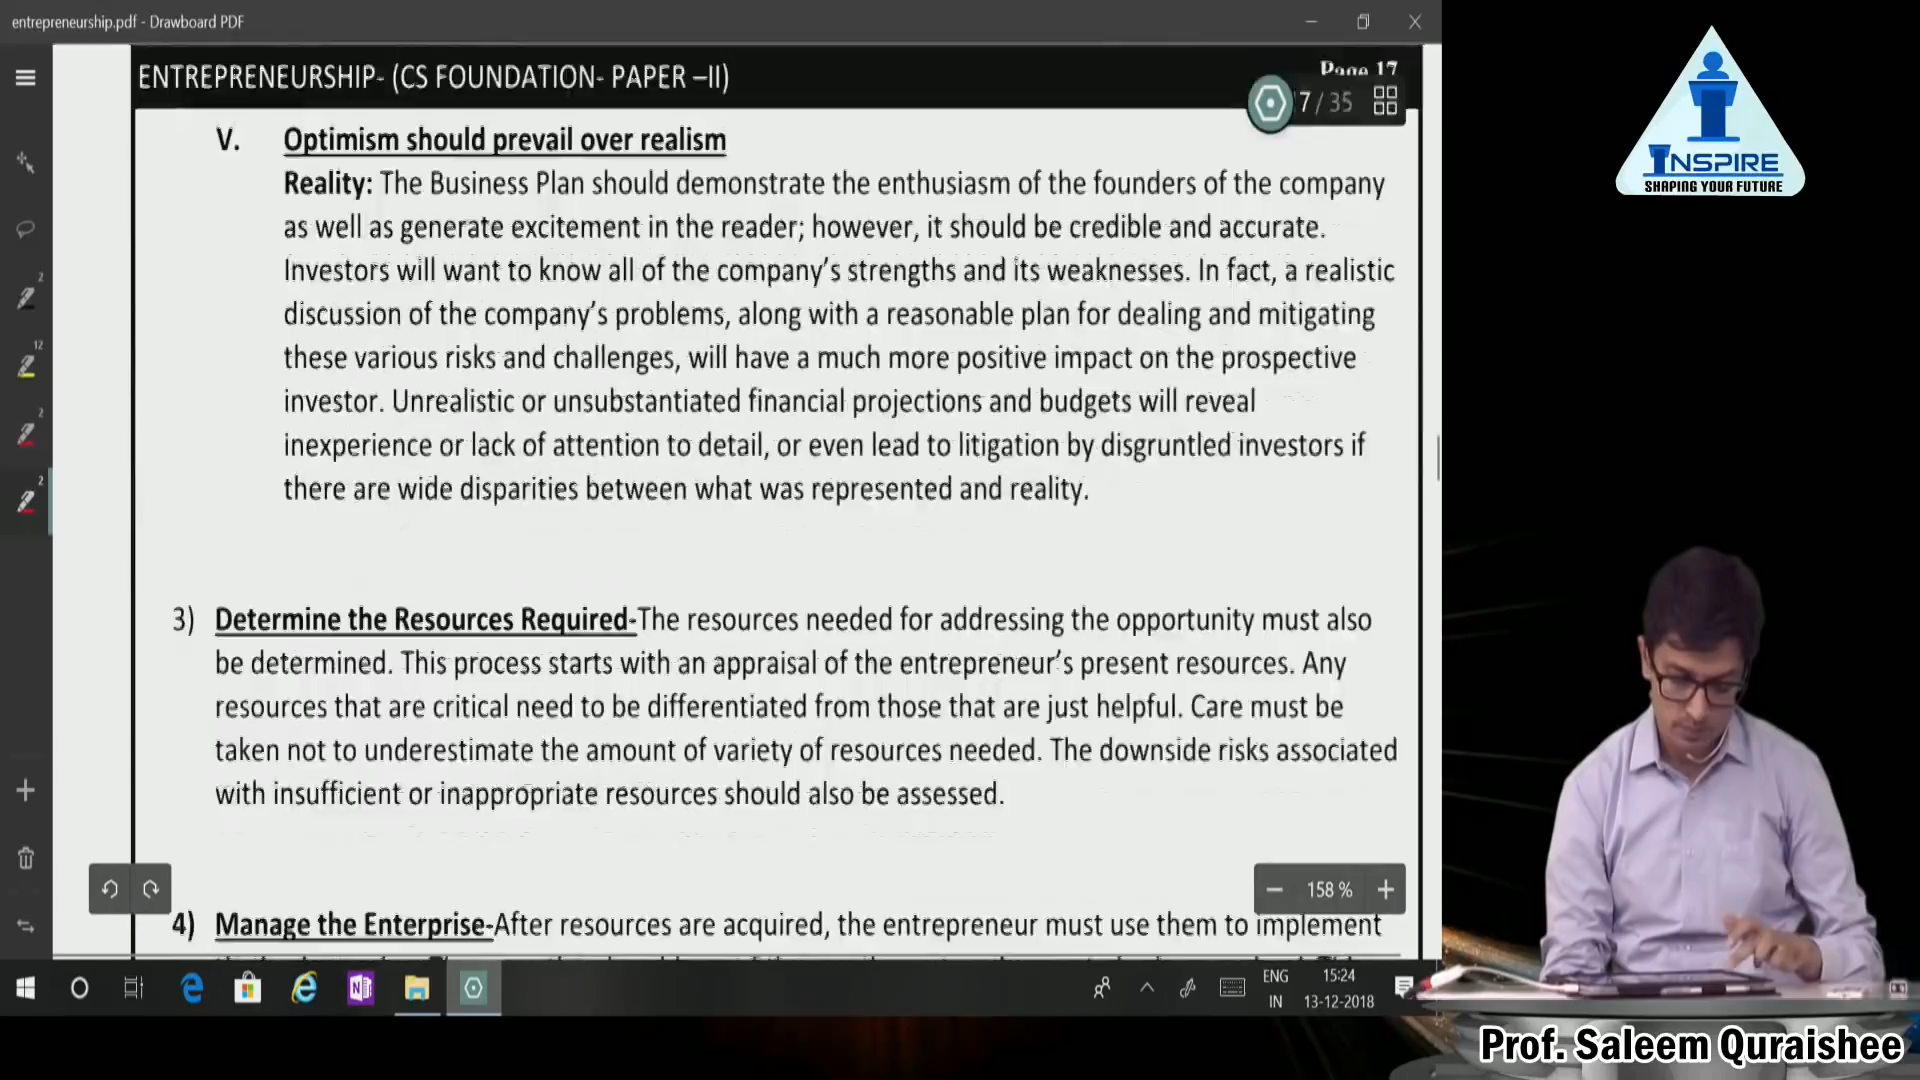 entrepreneurship.pdf - Drawboard PDF
ENTREPRENEURSHIP- (CS FOUNDATION- PAPER –II)
Page 17
7 / 35
V. Optimism should prevail over realism
Reality: The Business Plan should demonstrate the enthusiasm of the founders of the company
as well as generate excitement in the reader; however, it should be credible and accurate.
Investors will want to know all of the company's strengths and its weaknesses. In fact, a realistic
discussion of the company's problems, along with a reasonable plan for dealing and mitigating
these various risks and challenges, will have a much more positive impact on the prospective
investor. Unrealistic or unsubstantiated financial projections and budgets will reveal
inexperience or lack of attention to detail, or even lead to litigation by disgruntled investors if
there are wide disparities between what was represented and reality.
3) Determine the Resources Required-The resources needed for addressing the opportunity must also
be determined. This process starts with an appraisal of the entrepreneur's present resources. Any
resources that are critical need to be differentiated from those that are just helpful. Care must be
taken not to underestimate the amount of variety of resources needed. The downside risks associated
with insufficient or inappropriate resources should also be assessed.
158 %
4) Manage the Enterprise-After resources are acquired, the entrepreneur must use them to implement
2
12
2
2
ENG
IN
15:24
13-12-2018
INSPIRE
SHAPING YOUR FUTURE
Prof. Saleem Quraishee